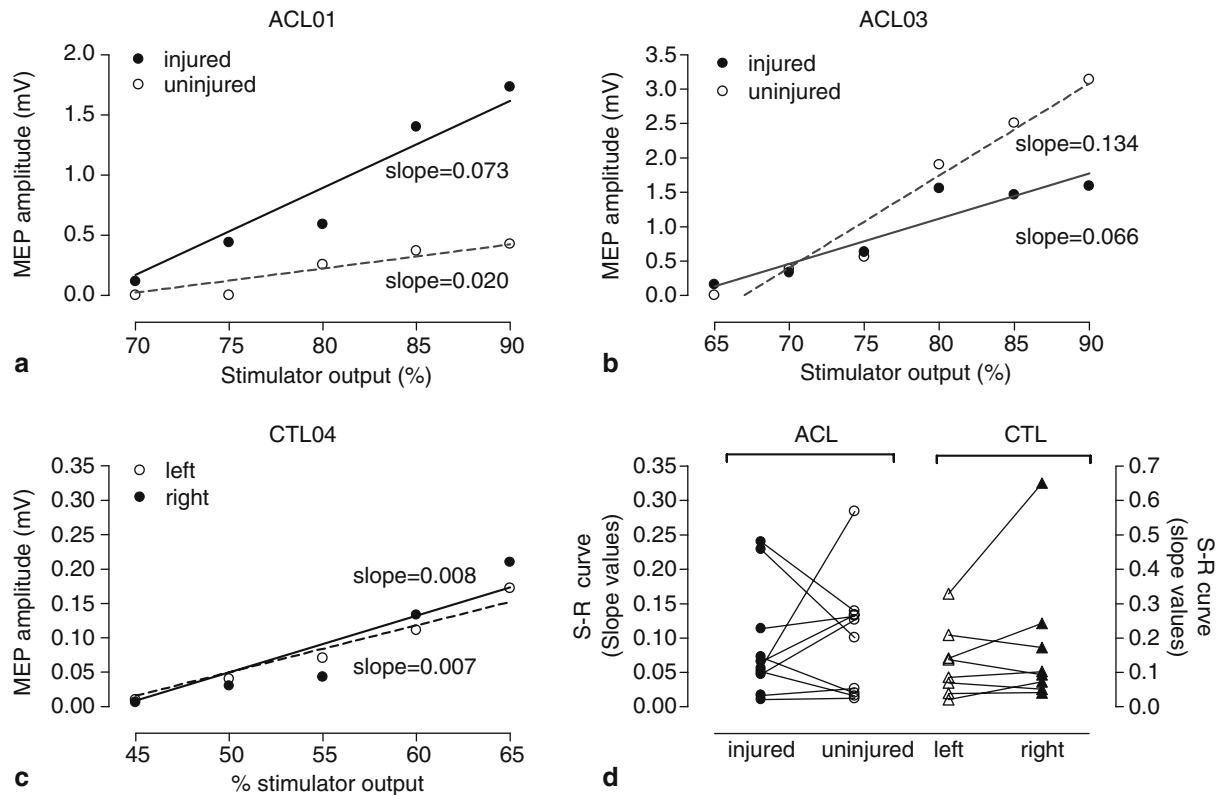 ACL01
MEP amplitude (mV)
2.0
1.5
1.0
0.5
0.0
injured
uninjured
slope=0.073
slope=0.020
70 75 80 85 90
Stimulator output (%)
a
ACL03
MEP amplitude (mV)
3.5
3.0
2.5
2.0
1.5
1.0
0.5
0.0
injured
uninjured
slope=0.134
slope=0.066
65 70 75 80 85 90
Stimulator output (%)
b
CTL04
MEP amplitude (mV)
0.35
0.30
0.25
0.20
0.15
0.10
0.05
0.00
left
right
slope=0.008
slope=0.007
45 50 55 60 65
% stimulator output
c
ACL CTL
S-R curve
(Slope values)
0.35
0.30
0.25
0.20
0.15
0.10
0.05
0.00
0.7
0.6
0.5
0.4
0.3
0.2
0.1
0.0
S-R curve
(slope values)
injured uninjured left right
d